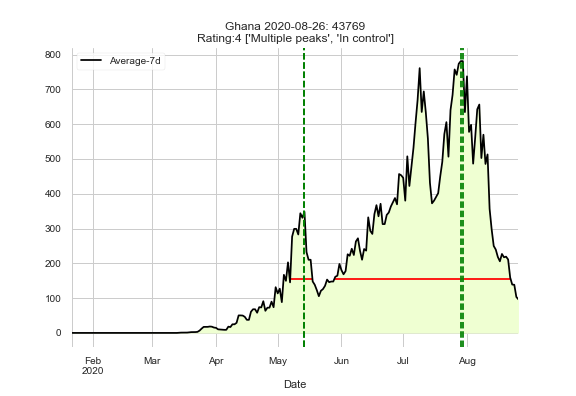 Ghana 2020-08-26: 43769
Rating:4 ['Multiple peaks', 'In control']
Average-7d
800
700
600
500
400
300
200
100
0
Feb Mar Apr May Jun Jul Aug
2020
Date